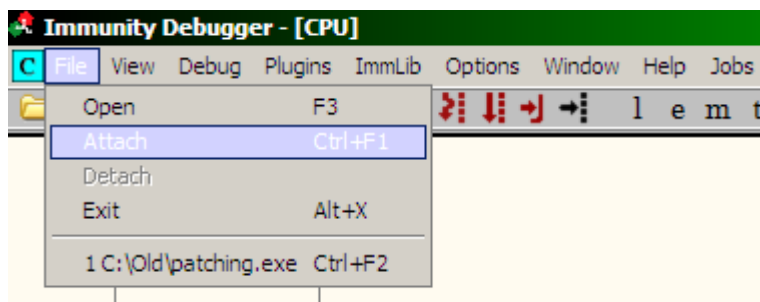 Immunity Debugger - [CPU]
C File View Debug Plugins ImmLib Options Window Help Jobs
l e m t
Open F3
Attach Ctrl+F1
Detach
Exit Alt+X
1 C:\Old\patching.exe Ctrl+F2